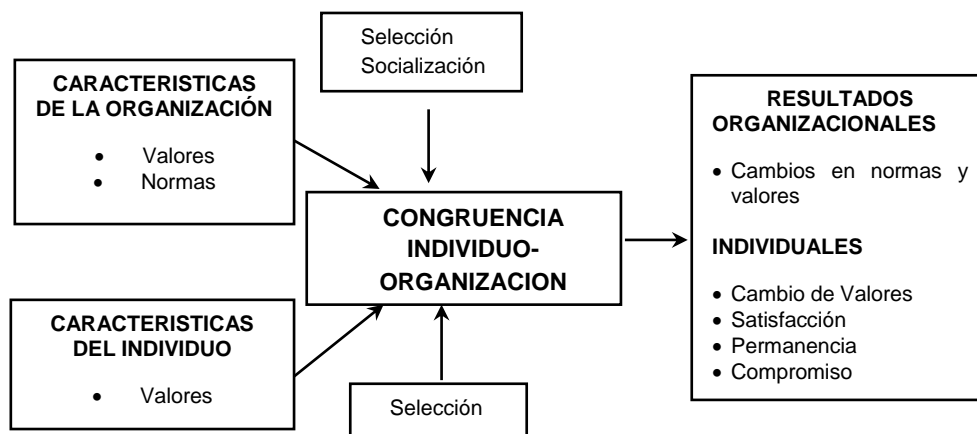 Selección
Socialización
CARACTERISTICAS
DE LA ORGANIZACIÓN
• Valores
• Normas
CONGRUENCIA
INDIVIDUO-
ORGANIZACION
CARACTERISTICAS
DEL INDIVIDUO
• Valores
Selección
RESULTADOS
ORGANIZACIONALES
• Cambios en normas y
valores
INDIVIDUALES
• Cambio de Valores
• Satisfacción
• Permanencia
• Compromiso